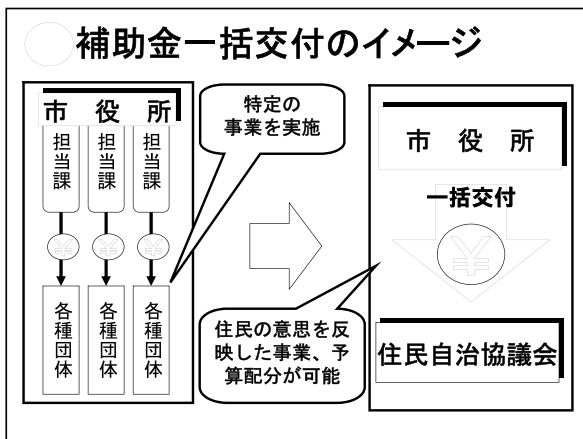 補助金一括交付のイメージ
市役所
担当課
担当課
担当課
¥
¥
¥
各種団体
各種団体
各種団体
特定の
事業を実施
市役所
一括交付
¥
住民自治協議会
住民の意思を反
映した事業、予
算配分が可能